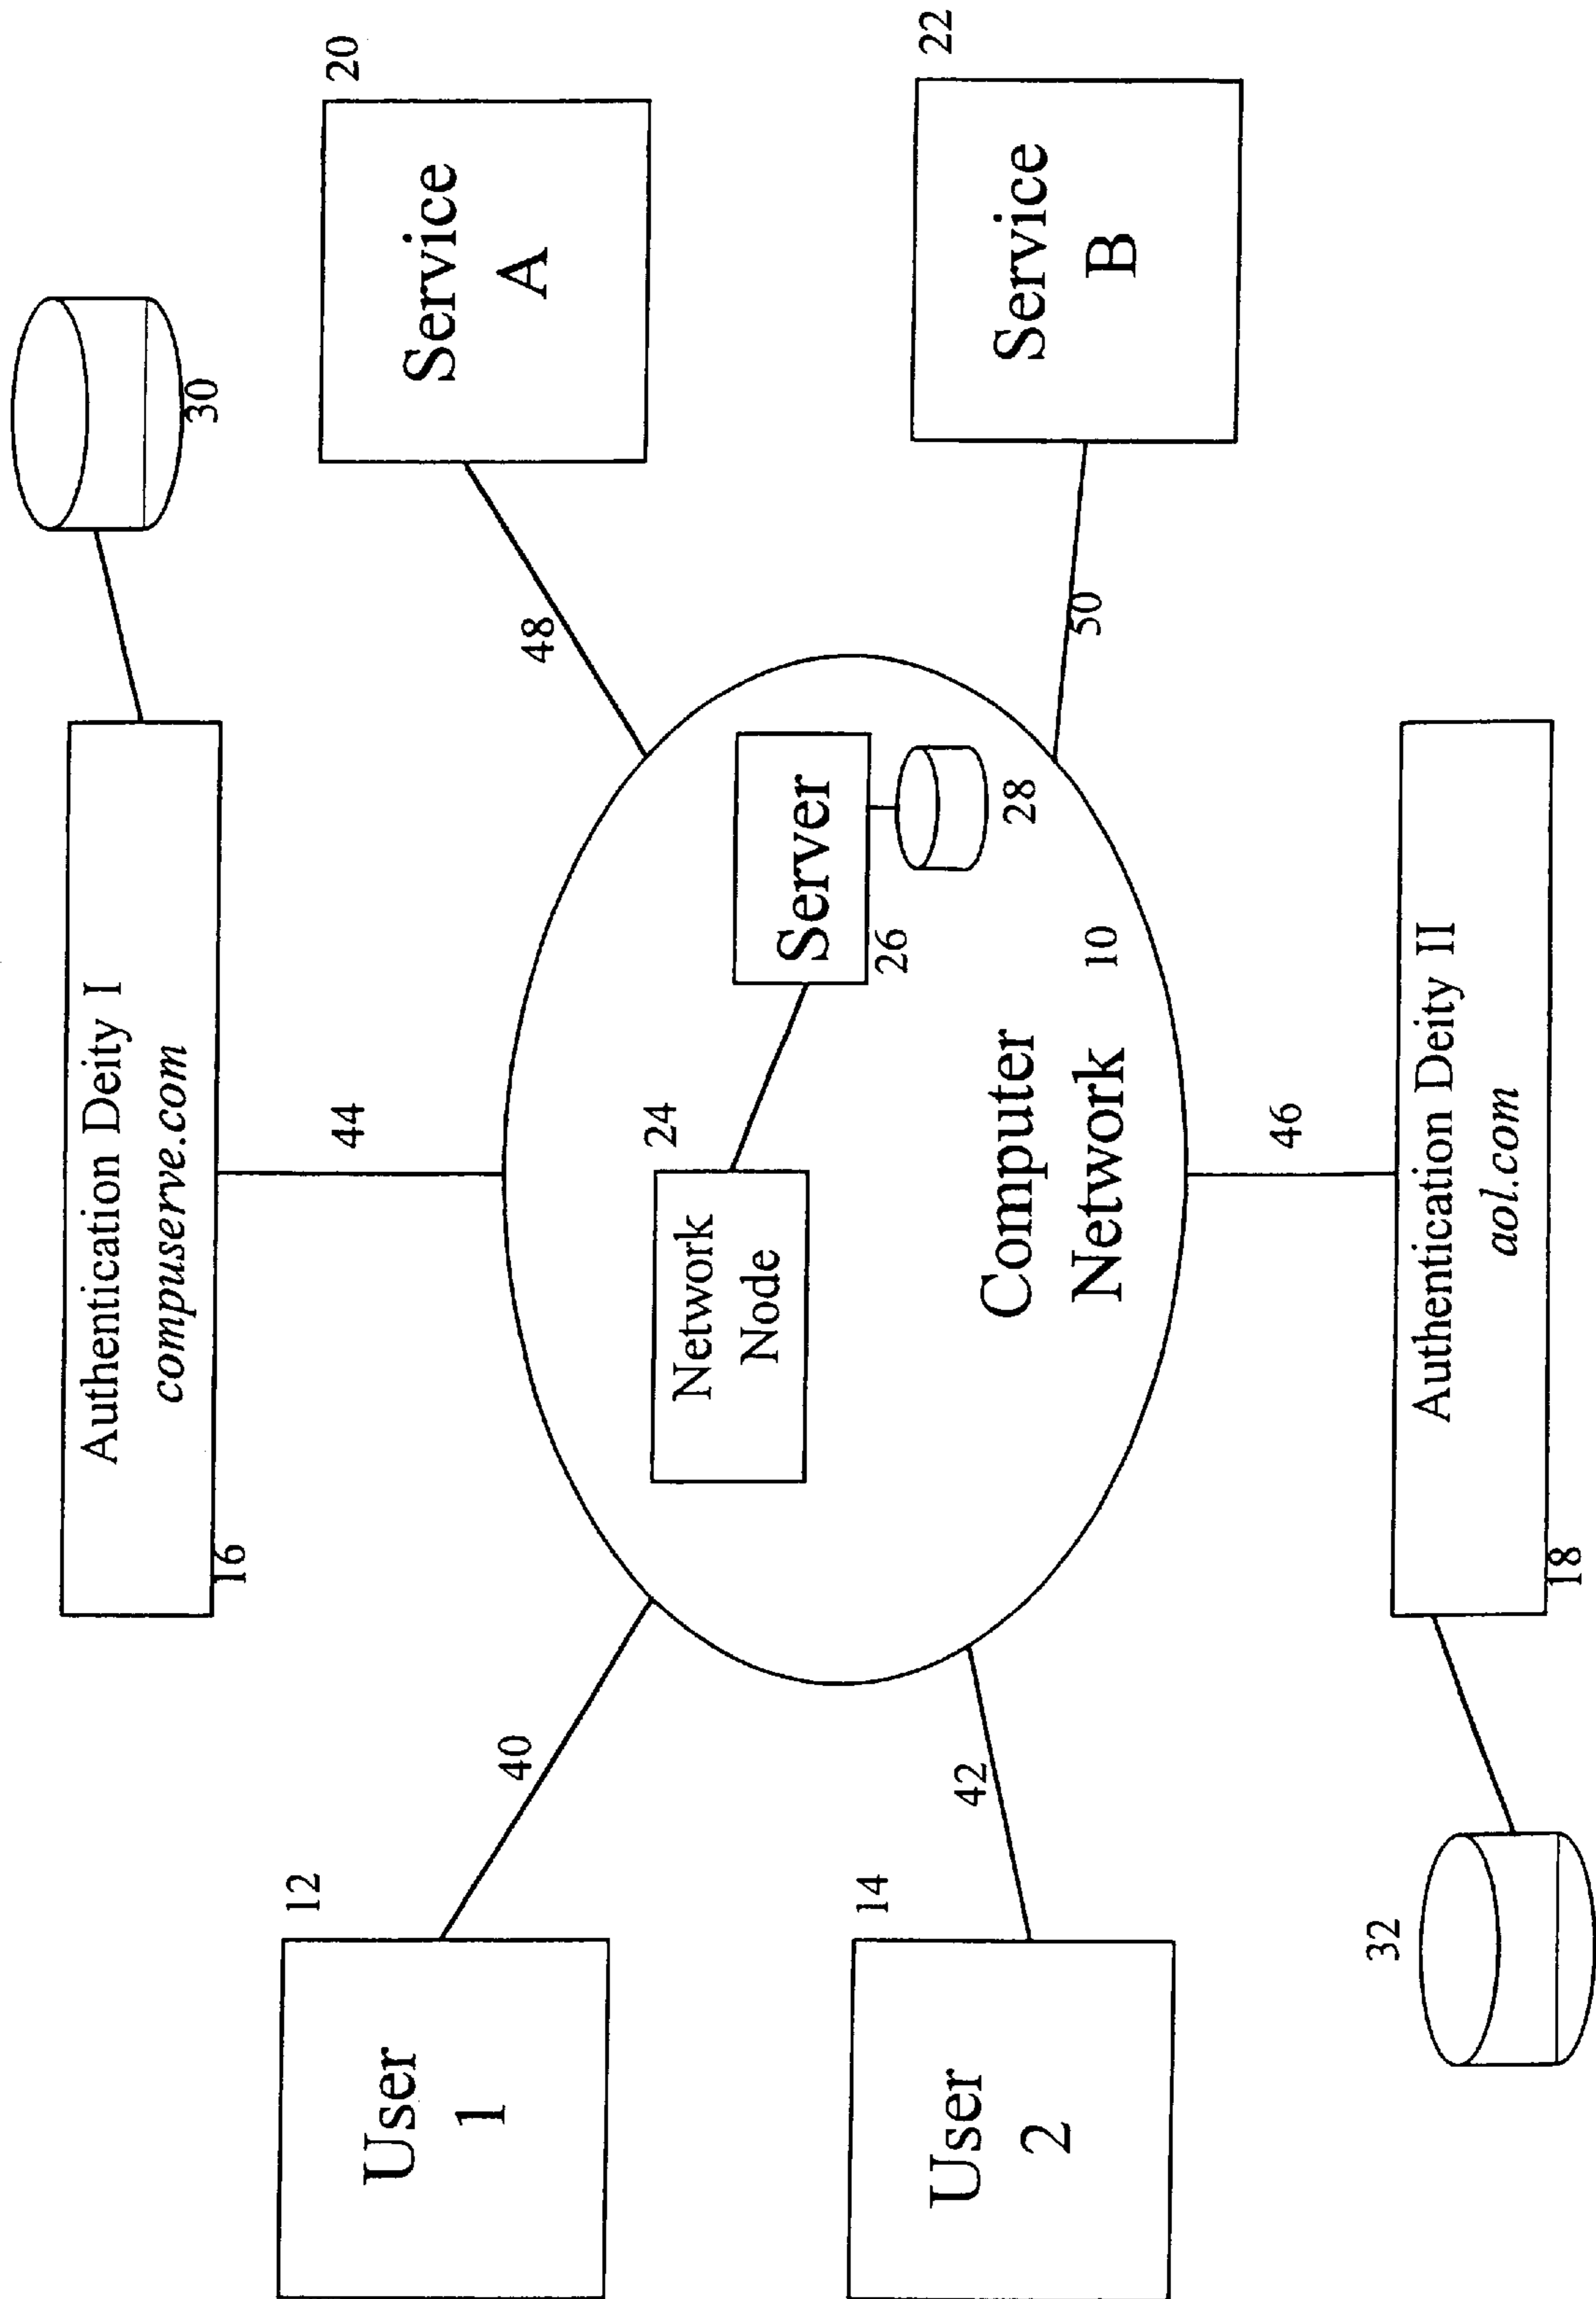 Authentication Deity I
compuserve.com
16
30
44
User
1
12
40
User
2
14
42
Network
Node
24
Server
26
28
Computer
Network
10
48
Service
A
20
50
Service
B
22
46
Authentication Deity II
aol.com
18
32